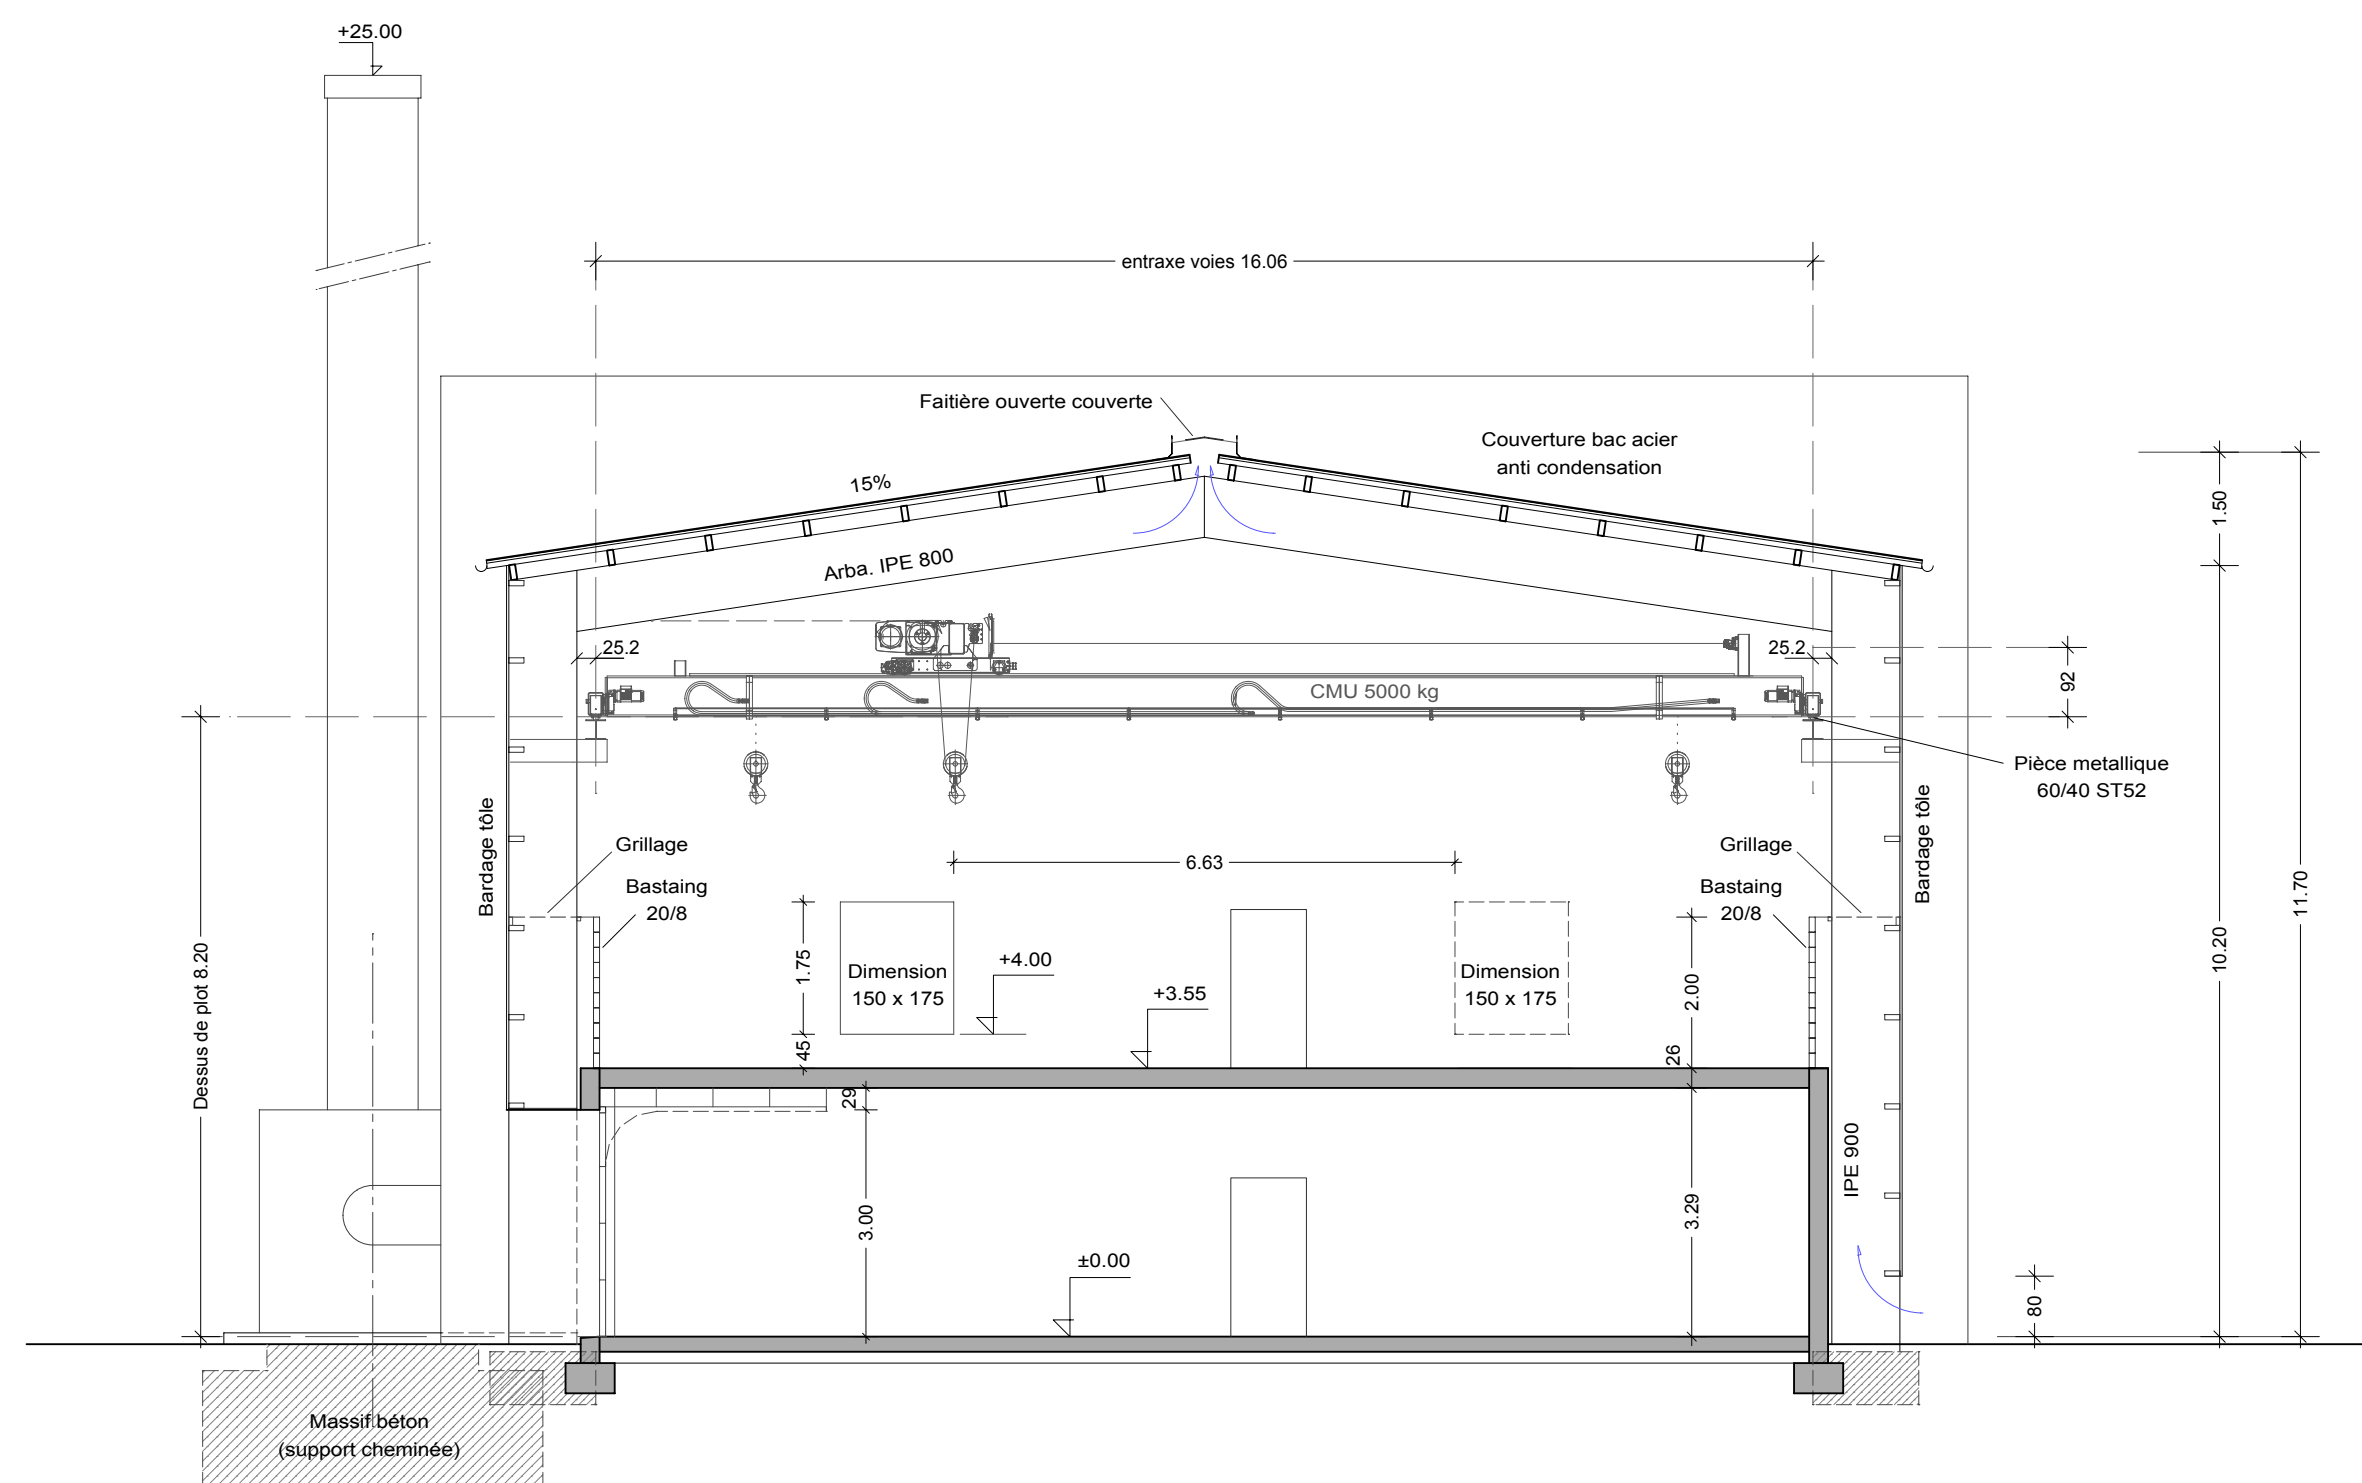 +25.00
entraxe voies 16.06
Faitière ouverte couverte
Couverture bac acier
anti condensation
15%
1.50
Arba. IPE 800
25.2
25.2
92
CMU 5000 kg
Pièce metallique
60/40 ST52
Bardage tôle
Grillage
Bastaing
20/8
6.63
Grillage
Bastaing
20/8
Bardage tôle
11.70
10.20
Dessus de plot 8.20
1.75
Dimension
150 x 175
+4.00
+3.55
Dimension
150 x 175
2.00
45
26
29
3.00
3.29
IPE 900
±0.00
80
Massif béton
(support cheminée)